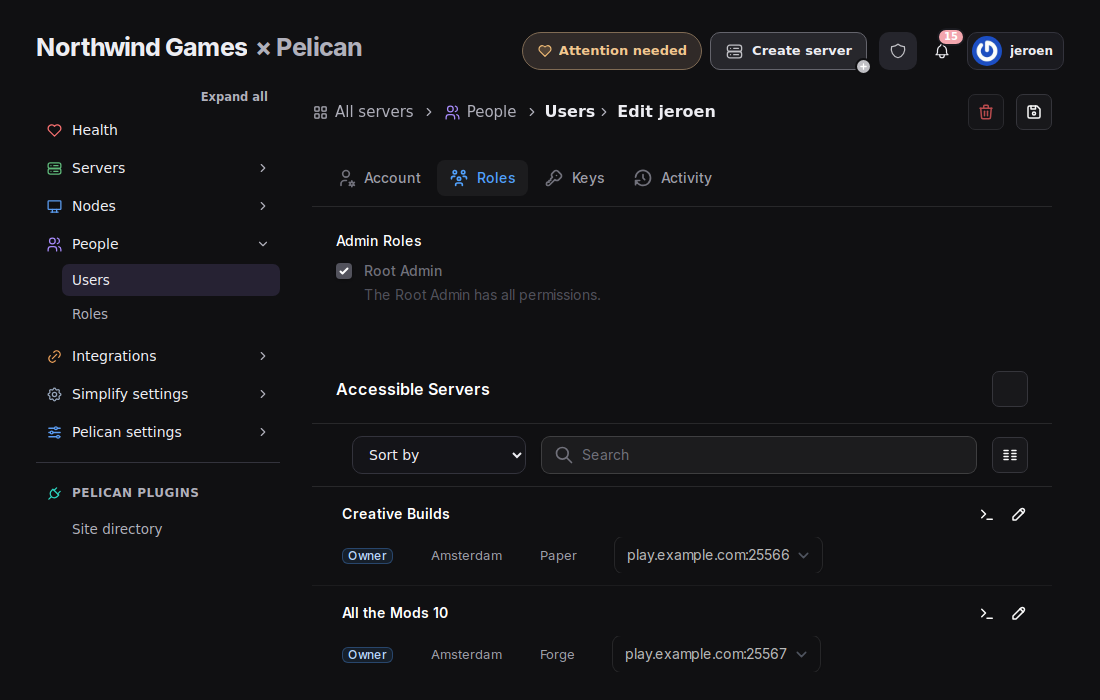 Northwind Games × Pelican
Attention needed
Create server
15
jeroen
Expand all
Health
Servers
Nodes
People
Users
Roles
Integrations
Simplify settings
Pelican settings
PELICAN PLUGINS
Site directory
All servers > People > Users > Edit jeroen
Account
Roles
Keys
Activity
Admin Roles
Root Admin
The Root Admin has all permissions.
Accessible Servers
Sort by
Search
Creative Builds
Owner Amsterdam Paper play.example.com:25566
All the Mods 10
Owner Amsterdam Forge play.example.com:25567